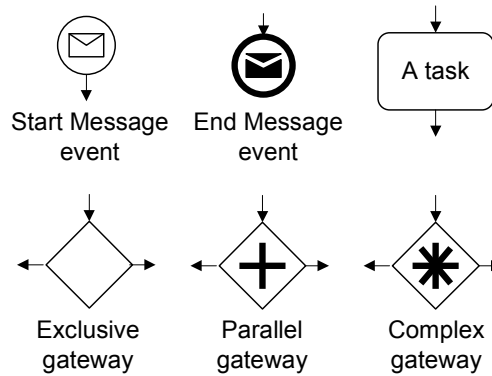 A task
Start Message
event
End Message
event
Exclusive
gateway
Parallel
gateway
Complex
gateway